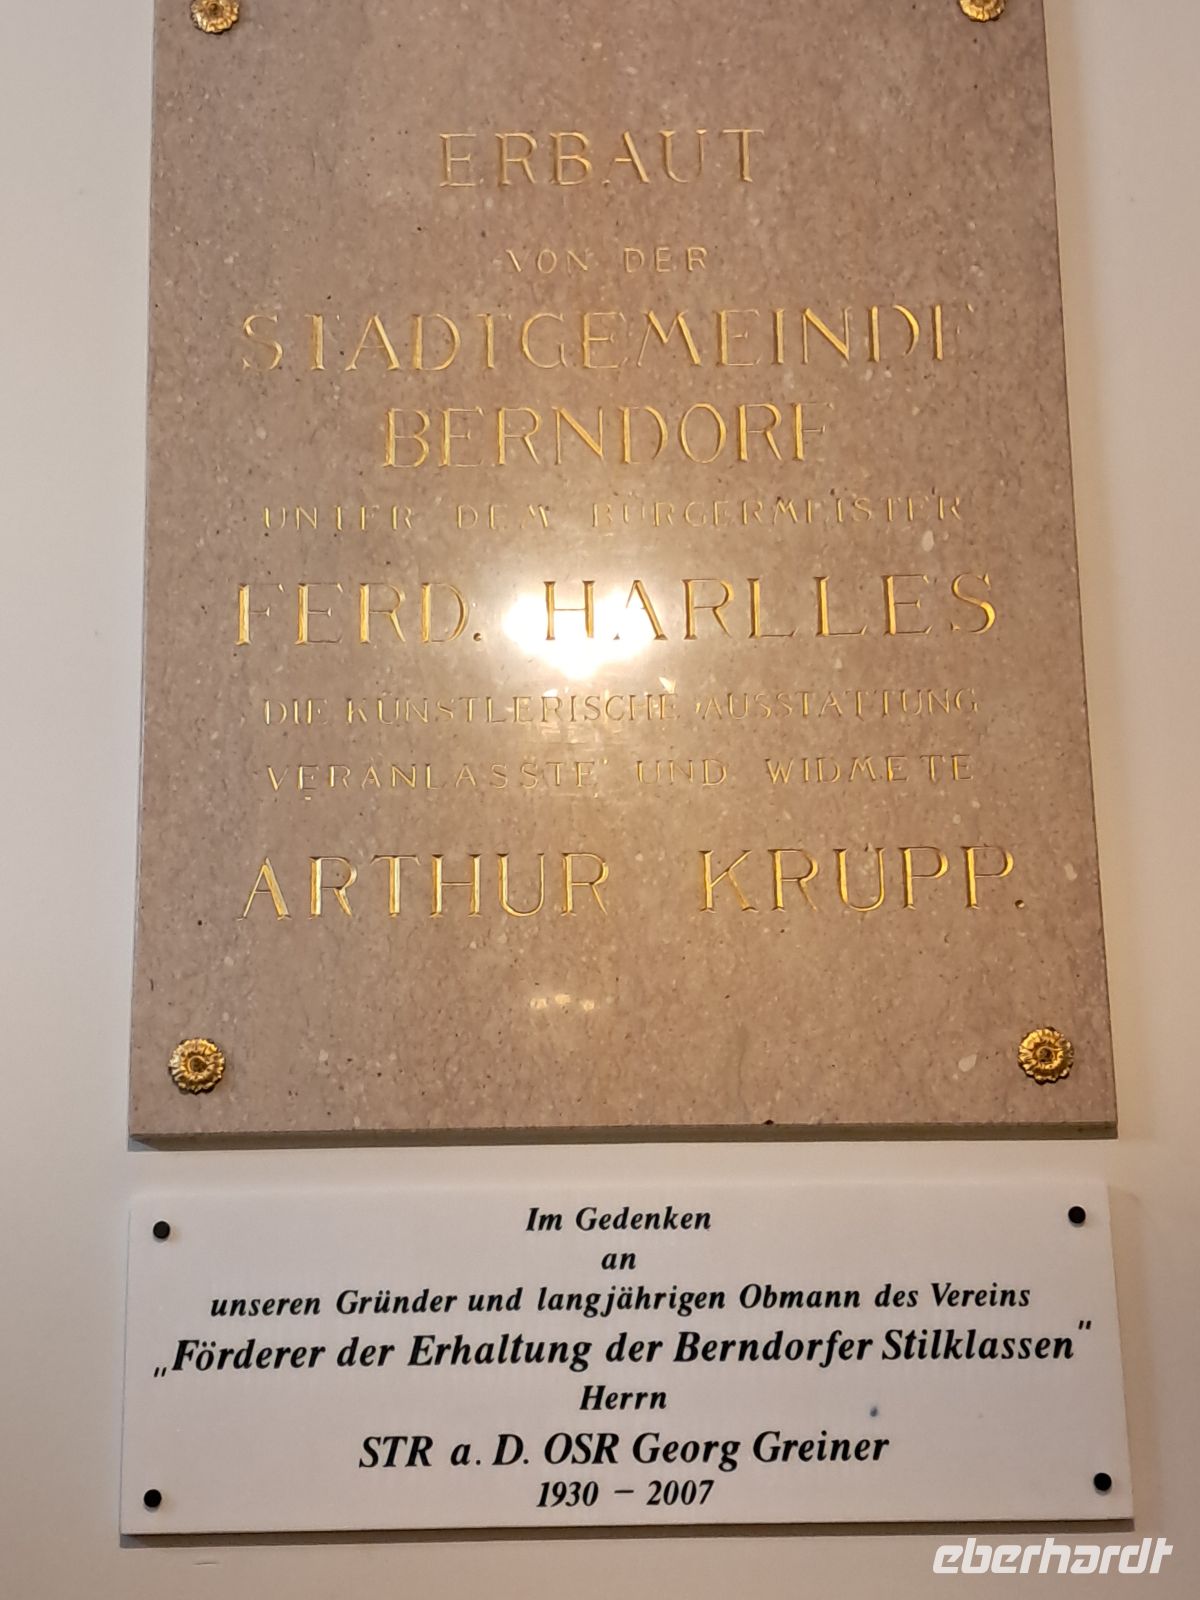 ERBAUT
VON DER
STADTGEMEINDE
BERNDORF
UNTER DEM BÜRGERMEISTER
FERD. HARLLES
DIE KÜNSTLERISCHE AUSSTATTUNG
VERANLASSTE UND WIDMETE
ARTHUR KRUPP.
Im Gedenken
an
unseren Gründer und langjährigen Obmann des Vereins
„Förderer der Erhaltung der Berndorfer Stilklassen"
Herrn
STR a. D. OSR Georg Greiner
1930 – 2007
eberhardt